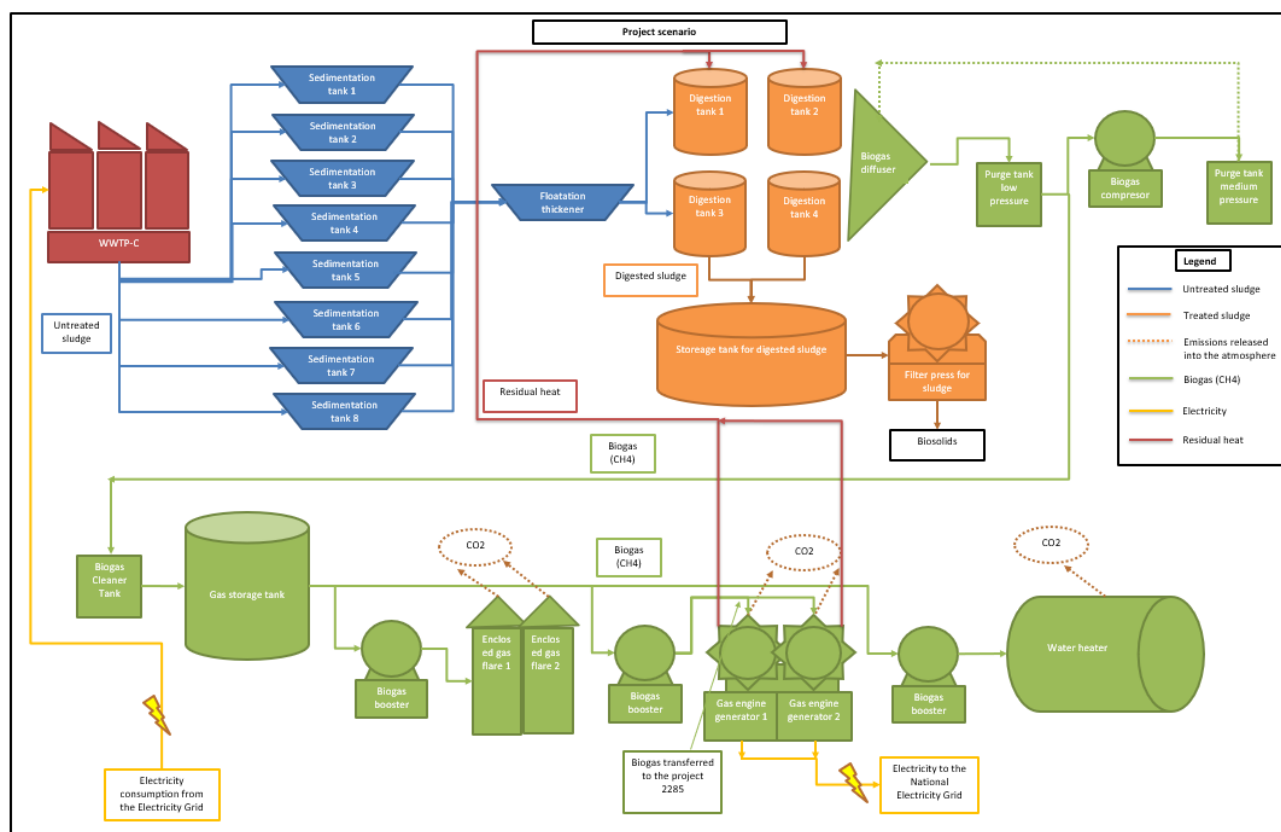 Project scenario
Sedimentation
tank 1
Sedimentation
tank 2
Sedimentation
tank 3
Sedimentation
tank 4
Sedimentation
tank 5
Sedimentation
tank 6
Sedimentation
tank 7
Sedimentation
tank 8
WWTP-C
Untreated
sludge
Floatation
thickener
Digestion
tank 1
Digestion
tank 2
Digestion
tank 3
Digestion
tank 4
Digested sludge
Storeage tank for digested sludge
Filter press for
sludge
Biosolids
Residual heat
Biogas
diffuser
Purge tank
low
pressure
Biogas
compresor
Purge tank
medium
pressure
Legend
Untreated sludge
Treated sludge
Emissions released
into the atmosphere
Biogas (CH4)
Electricity
Residual heat
Biogas
(CH4)
Biogas
Cleaner
Tank
Gas storage tank
CO2
Biogas
booster
Enclos
ed gas
flare 1
Enclos
ed gas
flare 2
Biogas
(CH4)
Biogas
booster
CO2
Gas engine
generator 1
Gas engine
generator 2
Biogas
booster
CO2
Water heater
Electricity
consumption from
the Electricity Grid
Biogas transferred
to the project
2285
Electricity to the
National
Electricity Grid